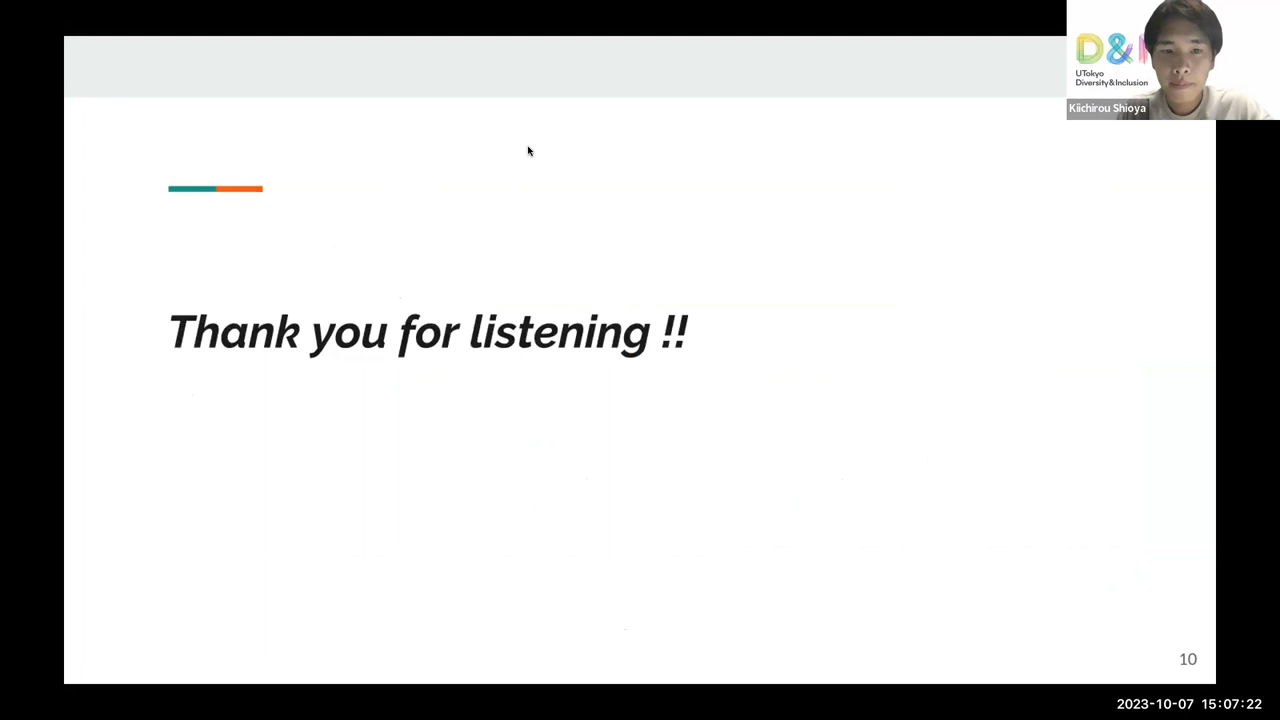 D&
UTokyo
Diversity&Inclusion
Kiichirou Shioya
Thank you for listening !!
10
2023-10-07 15:07:22